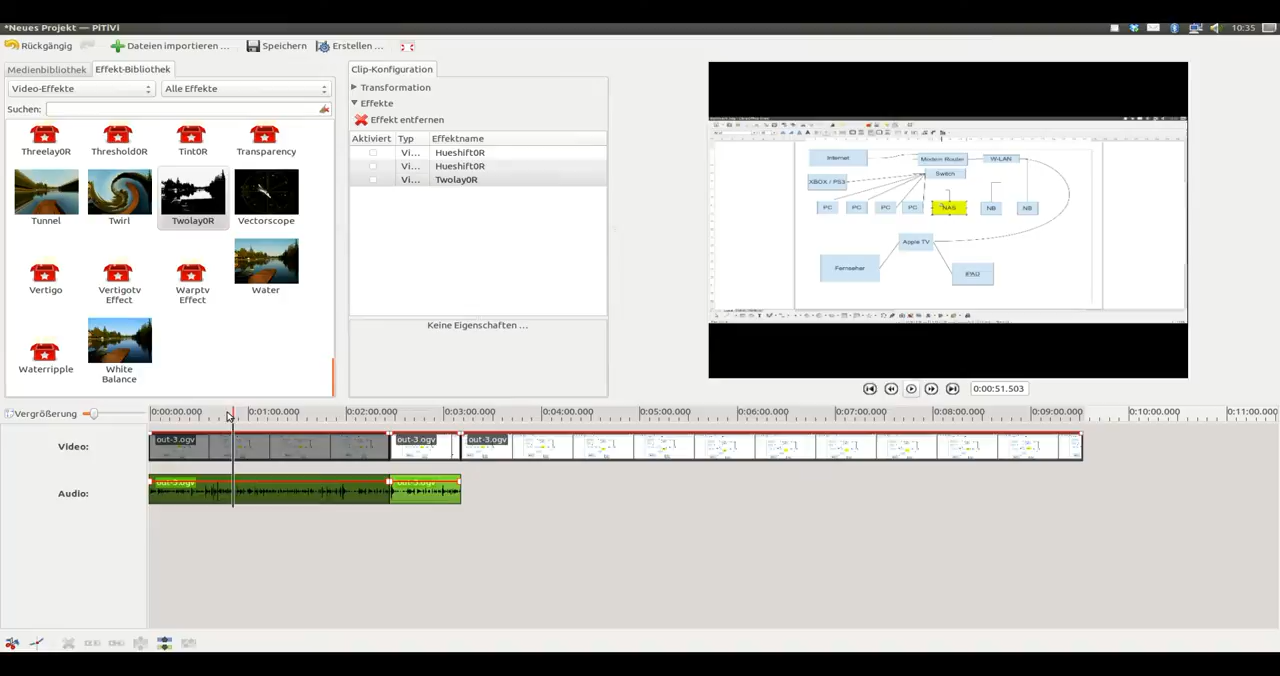 *Neues Projekt — PiTiVi
10:35
Rückgängig
Dateien importieren ...
Speichern
Erstellen ...
Medienbibliothek
Effekt-Bibliothek
Video-Effekte
Alle Effekte
Suchen:
Threelay0R
Threshold0R
Tint0R
Transparency
Tunnel
Twirl
Twolay0R
Vectorscope
Vertigo
Vertigotv Effect
Warptv Effect
Water
Waterripple
White Balance
Clip-Konfiguration
Transformation
Effekte
Effekt entfernen
Aktiviert Typ Effektname
Vi... Hueshift0R
Vi... Hueshift0R
Vi... Twolay0R
Keine Eigenschaften ...
Internet
Modem Router
W-LAN
Switch
XBOX / PS3
PC PC PC PC NAS NB NB
Apple TV
Fernseher
IPAD
0:00:51.503
Vergrößerung
0:00:00.000 0:01:00.000 0:02:00.000 0:03:00.000 0:04:00.000 0:05:00.000 0:06:00.000 0:07:00.000 0:08:00.000 0:09:00.000 0:10:00.000 0:11:00.000
Video:
out-3.ogv out-3.ogv out-3.ogv
Audio:
out-3.ogv out-3.ogv